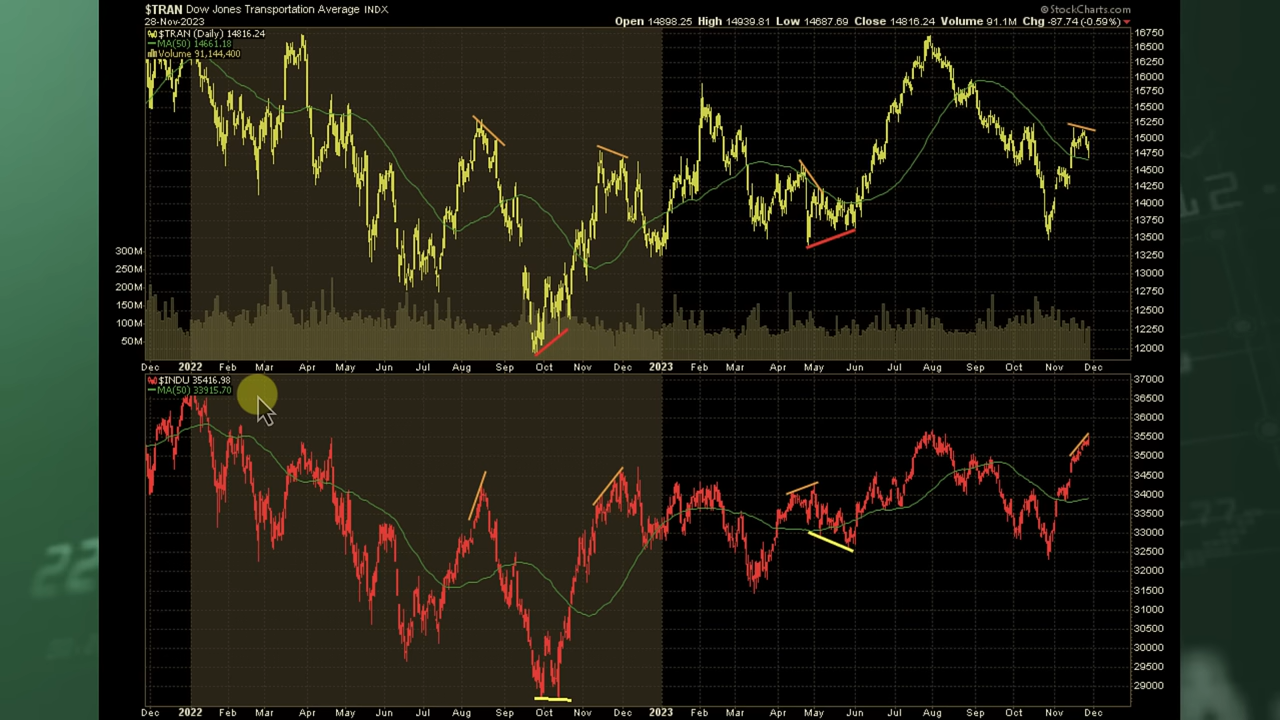 $TRAN Dow Jones Transportation Average INDX
© StockCharts.com
28-Nov-2023
Open 14898.25 High 14939.81 Low 14687.69 Close 14816.24 Volume 91.1M Chg -87.74 (-0.59%)
$TRAN (Daily) 14816.24
MA(50) 14661.18
Volume 91,144,400
16750
16500
16250
16000
15750
15500
15250
15000
14750
14500
14250
14000
13750
13500
13250
13000
12750
12500
12250
12000
300M
250M
200M
150M
100M
50M
Dec 2022 Feb Mar Apr May Jun Jul Aug Sep Oct Nov Dec 2023 Feb Mar Apr May Jun Jul Aug Sep Oct Nov Dec
$INDU 35416.98
MA(50) 33915.70
37000
36500
36000
35500
35000
34500
34000
33500
33000
32500
32000
31500
31000
30500
30000
29500
29000
Dec 2022 Feb Mar Apr May Jun Jul Aug Sep Oct Nov Dec 2023 Feb Mar Apr May Jun Jul Aug Sep Oct Nov Dec